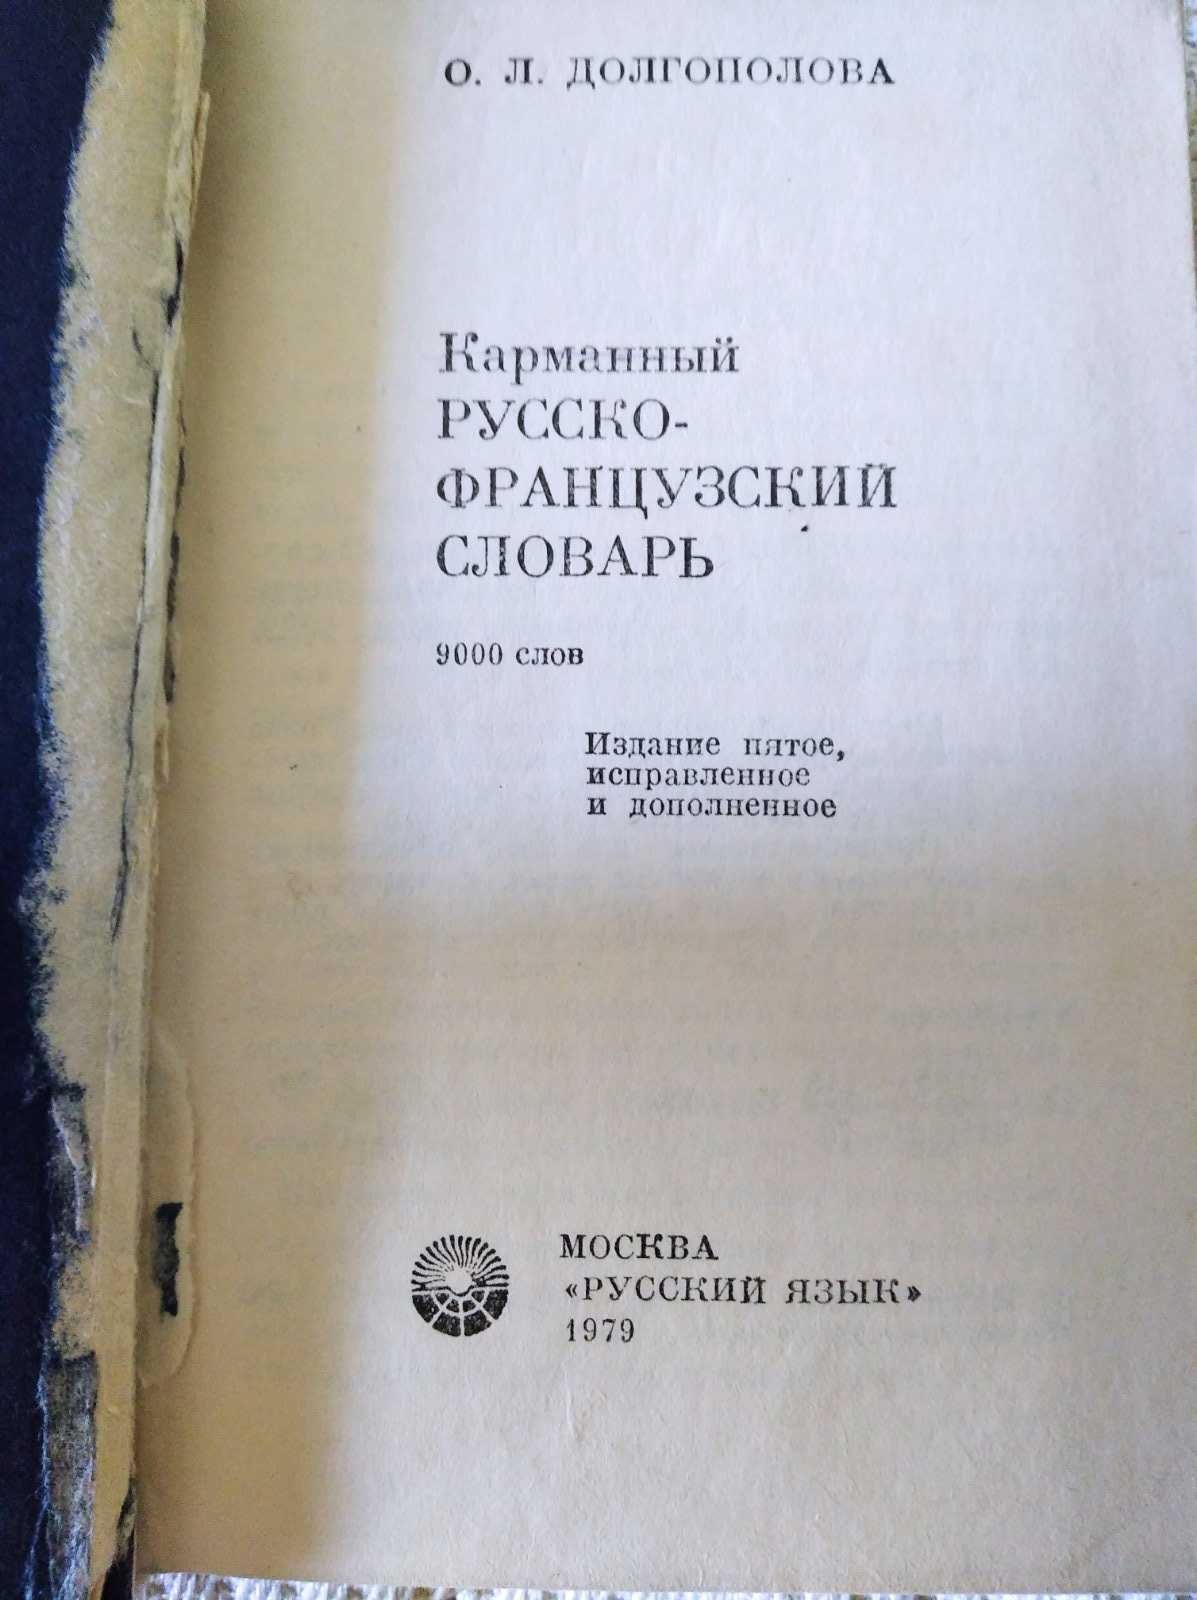 О. Л. ДОЛГОПОЛОВА
Карманный
РУССКО-
ФРАНЦУЗСКИЙ
СЛОВАРЬ
9000 слов
Издание пятое,
исправленное
и дополненное
МОСКВА
«РУССКИЙ ЯЗЫК»
1979